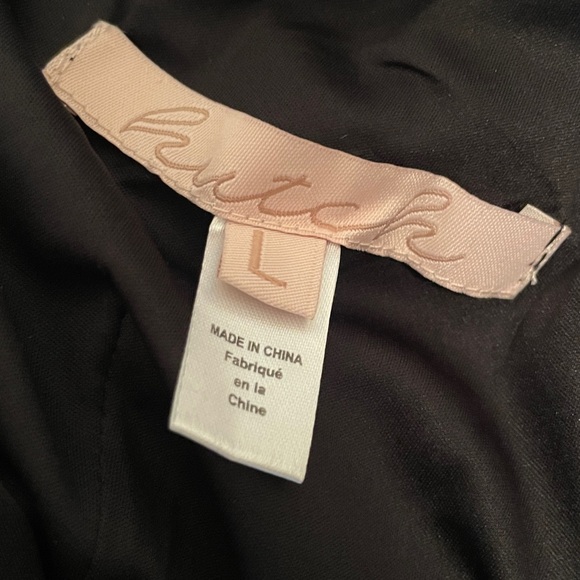 hutch
L
MADE IN CHINA
Fabriqué
en la
Chine